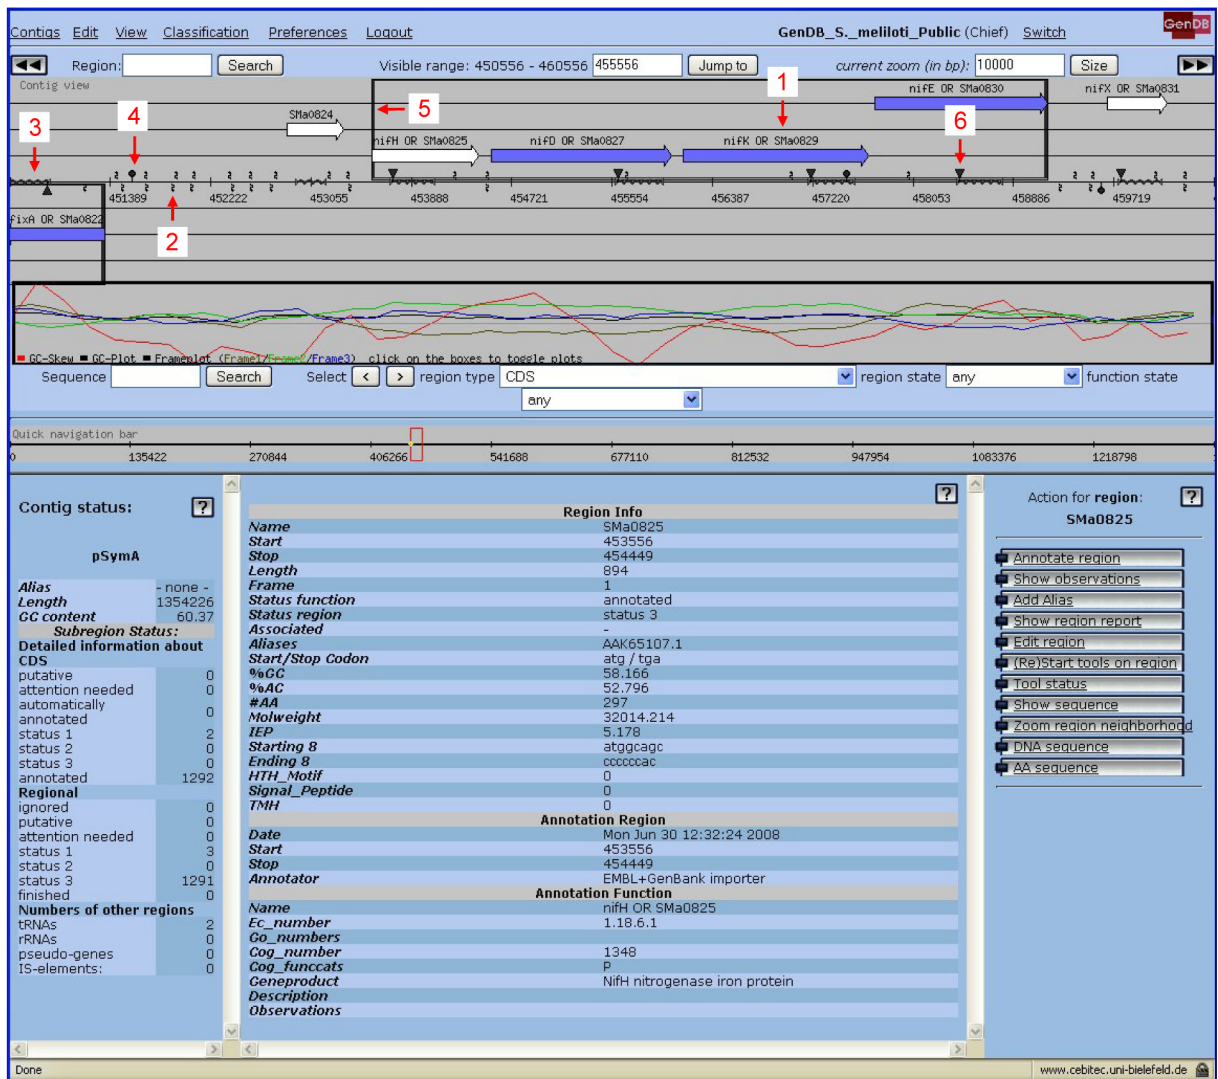 Contigs Edit View Classification Preferences Logout GenDB_S._meliloti_Public (Chief) Switch GenDB
Region: Search Visible range: 450556 - 460556 455556 Jump to current zoom (in bp): 10000 Size
Contig view
nifE OR SMa0830 nifX OR SMa0831
1
5
4
SMa0824
3
6
nifH OR SMa0825 nifD OR SMa0827 nifK OR SMa0829
451389 452222 453055 453888 454721 455554 456387 457220 458053 458886 459719
fixA OR SMa0822
2
GC-Skew GC-Plot Frameplot (Frame1/Frame2/Frame3) click on the boxes to toggle plots
Sequence Search Select < > region type CDS region state any function state
any
Quick navigation bar
0 135422 270844 406266 541688 677110 812532 947954 1083376 1218798
Contig status: ?
pSymA
Alias - none -
Length 1354226
GC content 60.37
Subregion Status:
Detailed information about
CDS
putative 0
attention needed 0
automatically
annotated 0
status 1 2
status 2 0
status 3 0
annotated 1292
Regional
ignored 0
putative 0
attention needed 0
status 1 3
status 2 0
status 3 1291
finished 0
Numbers of other regions
tRNAs 2
rRNAs 0
pseudo-genes 0
IS-elements: 0
?
Region Info
Name SMa0825
Start 453556
Stop 454449
Length 894
Frame 1
Status function annotated
Status region status 3
Associated -
Aliases AAK65107.1
Start/Stop Codon atg / tga
%GC 58.166
%AC 52.796
#AA 297
Molweight 32014.214
IEP 5.178
Starting 8 atggcagc
Ending 8 ccccccac
HTH_Motif 0
Signal_Peptide 0
TMH 0
Annotation Region
Date Mon Jun 30 12:32:24 2008
Start 453556
Stop 454449
Annotator EMBL+GenBank importer
Annotation Function
Name nifH OR SMa0825
Ec_number 1.18.6.1
Go_numbers
Cog_number 1348
Cog_funccats P
Geneproduct NifH nitrogenase iron protein
Description
Observations
Action for region: ?
SMa0825
Annotate region
Show observations
Add Alias
Show region report
Edit region
(Re)Start tools on region
Tool status
Show sequence
Zoom region neighborhood
DNA sequence
AA sequence
Done www.cebitec.uni-bielefeld.de